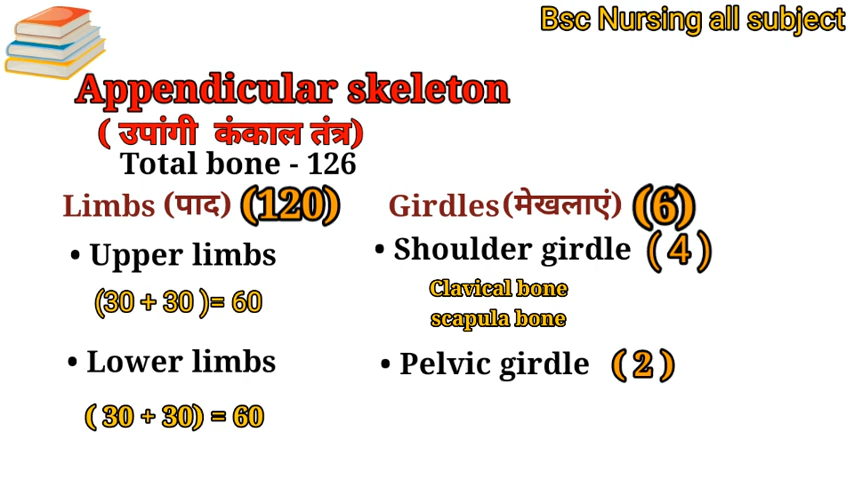 Bsc Nursing all subject
Appendicular skeleton
( उपांगी कंकाल तंत्र)
Total bone - 126
Limbs (पाद) (120)
• Upper limbs
(30 + 30 )= 60
• Lower limbs
( 30 + 30) = 60
Girdles(मेखलाएं) (6)
• Shoulder girdle ( 4 )
Clavical bone
scapula bone
• Pelvic girdle ( 2 )